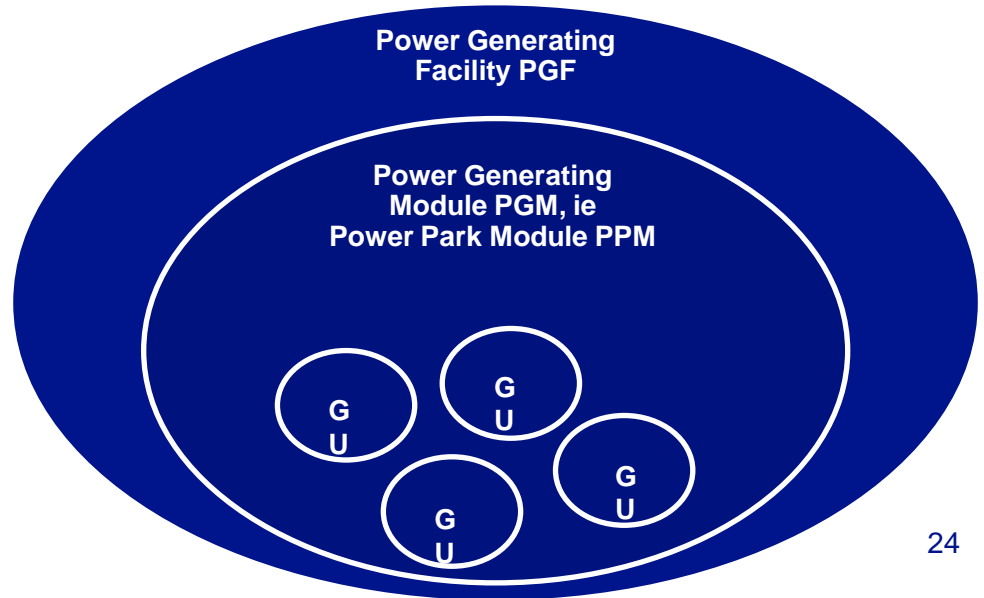 Power Generating
Facility PGF
Power Generating
Module PGM, ie
Power Park Module PPM
G
U
G
U
G
U
G
U
24